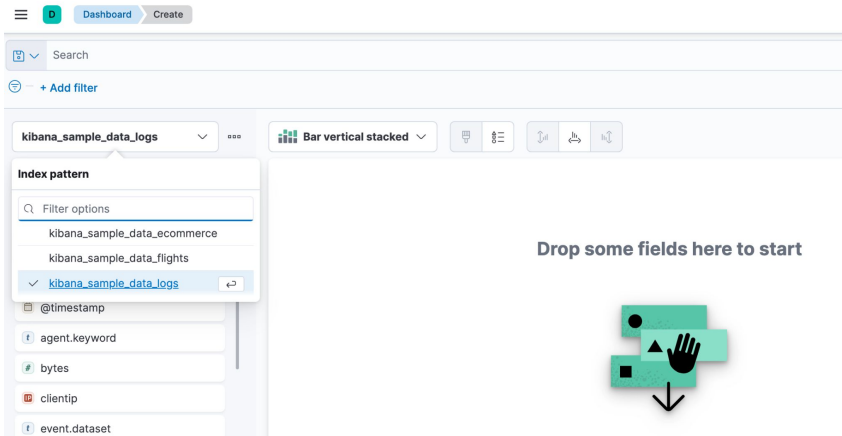 D Dashboard Create
Search
+ Add filter
kibana_sample_data_logs
Bar vertical stacked
Index pattern
Filter options
kibana_sample_data_ecommerce
kibana_sample_data_flights
kibana_sample_data_logs
@timestamp
t agent.keyword
# bytes
IP clientip
t event.dataset
Drop some fields here to start